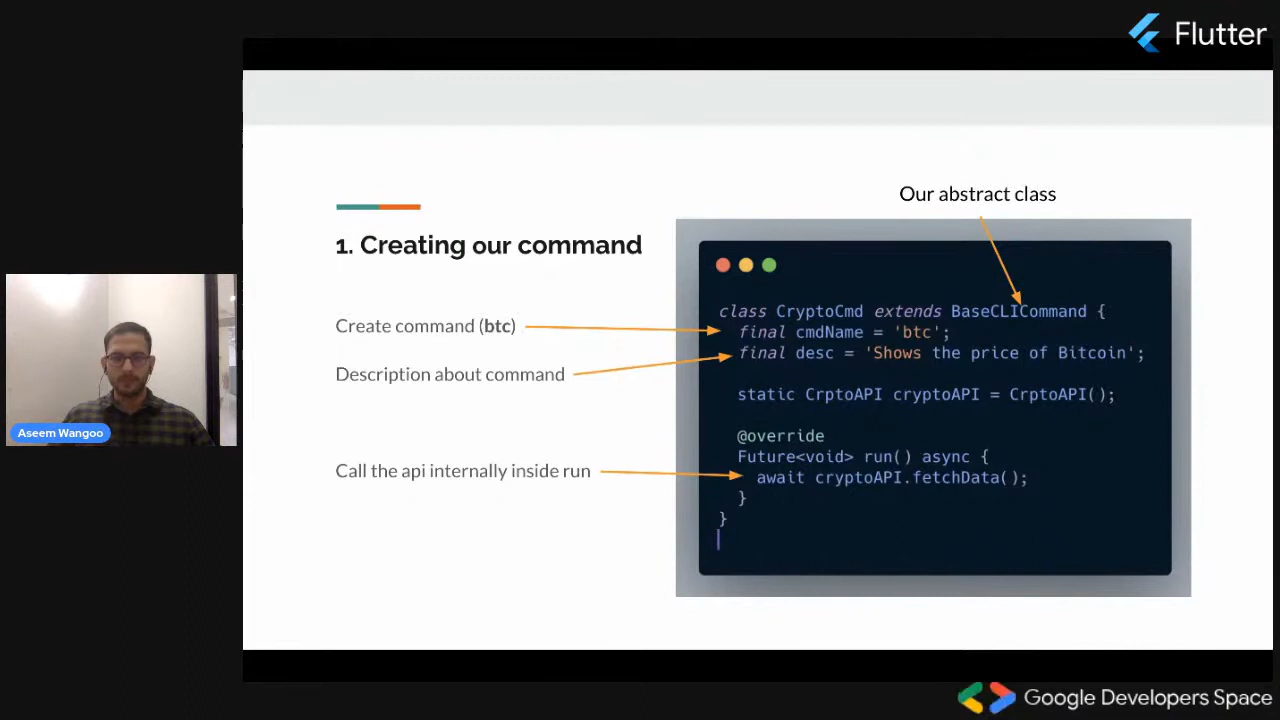 Flutter
Our abstract class
1. Creating our command
Create command (btc)
Description about command
Call the api internally inside run
class CryptoCmd extends BaseCLICommand {
final cmdName = 'btc';
final desc = 'Shows the price of Bitcoin';
static CrptoAPI cryptoAPI = CrptoAPI();
@override
Future<void> run() async {
await cryptoAPI.fetchData();
}
}
Aseem Wangoo
Google Developers Space